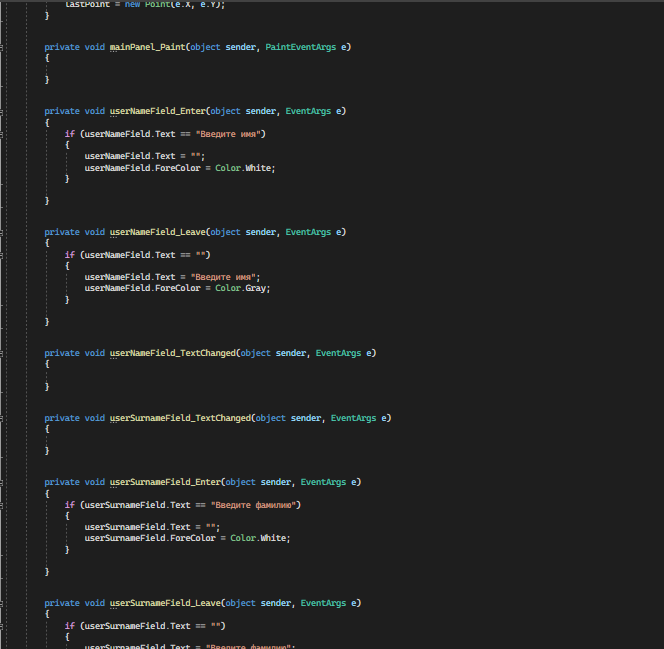 lastPoint = new Point(e.X, e.Y);
}
private void mainPanel_Paint(object sender, PaintEventArgs e)
{
}
private void userNameField_Enter(object sender, EventArgs e)
{
if (userNameField.Text == "Введите имя")
{
userNameField.Text = "";
userNameField.ForeColor = Color.White;
}
}
private void userNameField_Leave(object sender, EventArgs e)
{
if (userNameField.Text == "")
{
userNameField.Text = "Введите имя";
userNameField.ForeColor = Color.Gray;
}
}
private void userNameField_TextChanged(object sender, EventArgs e)
{
}
private void userSurnameField_TextChanged(object sender, EventArgs e)
{
}
private void userSurnameField_Enter(object sender, EventArgs e)
{
if (userSurnameField.Text == "Введите фамилию")
{
userSurnameField.Text = "";
userSurnameField.ForeColor = Color.White;
}
}
private void userSurnameField_Leave(object sender, EventArgs e)
{
if (userSurnameField.Text == "")
{
userSurnameField.Text = "Введите фамилию";